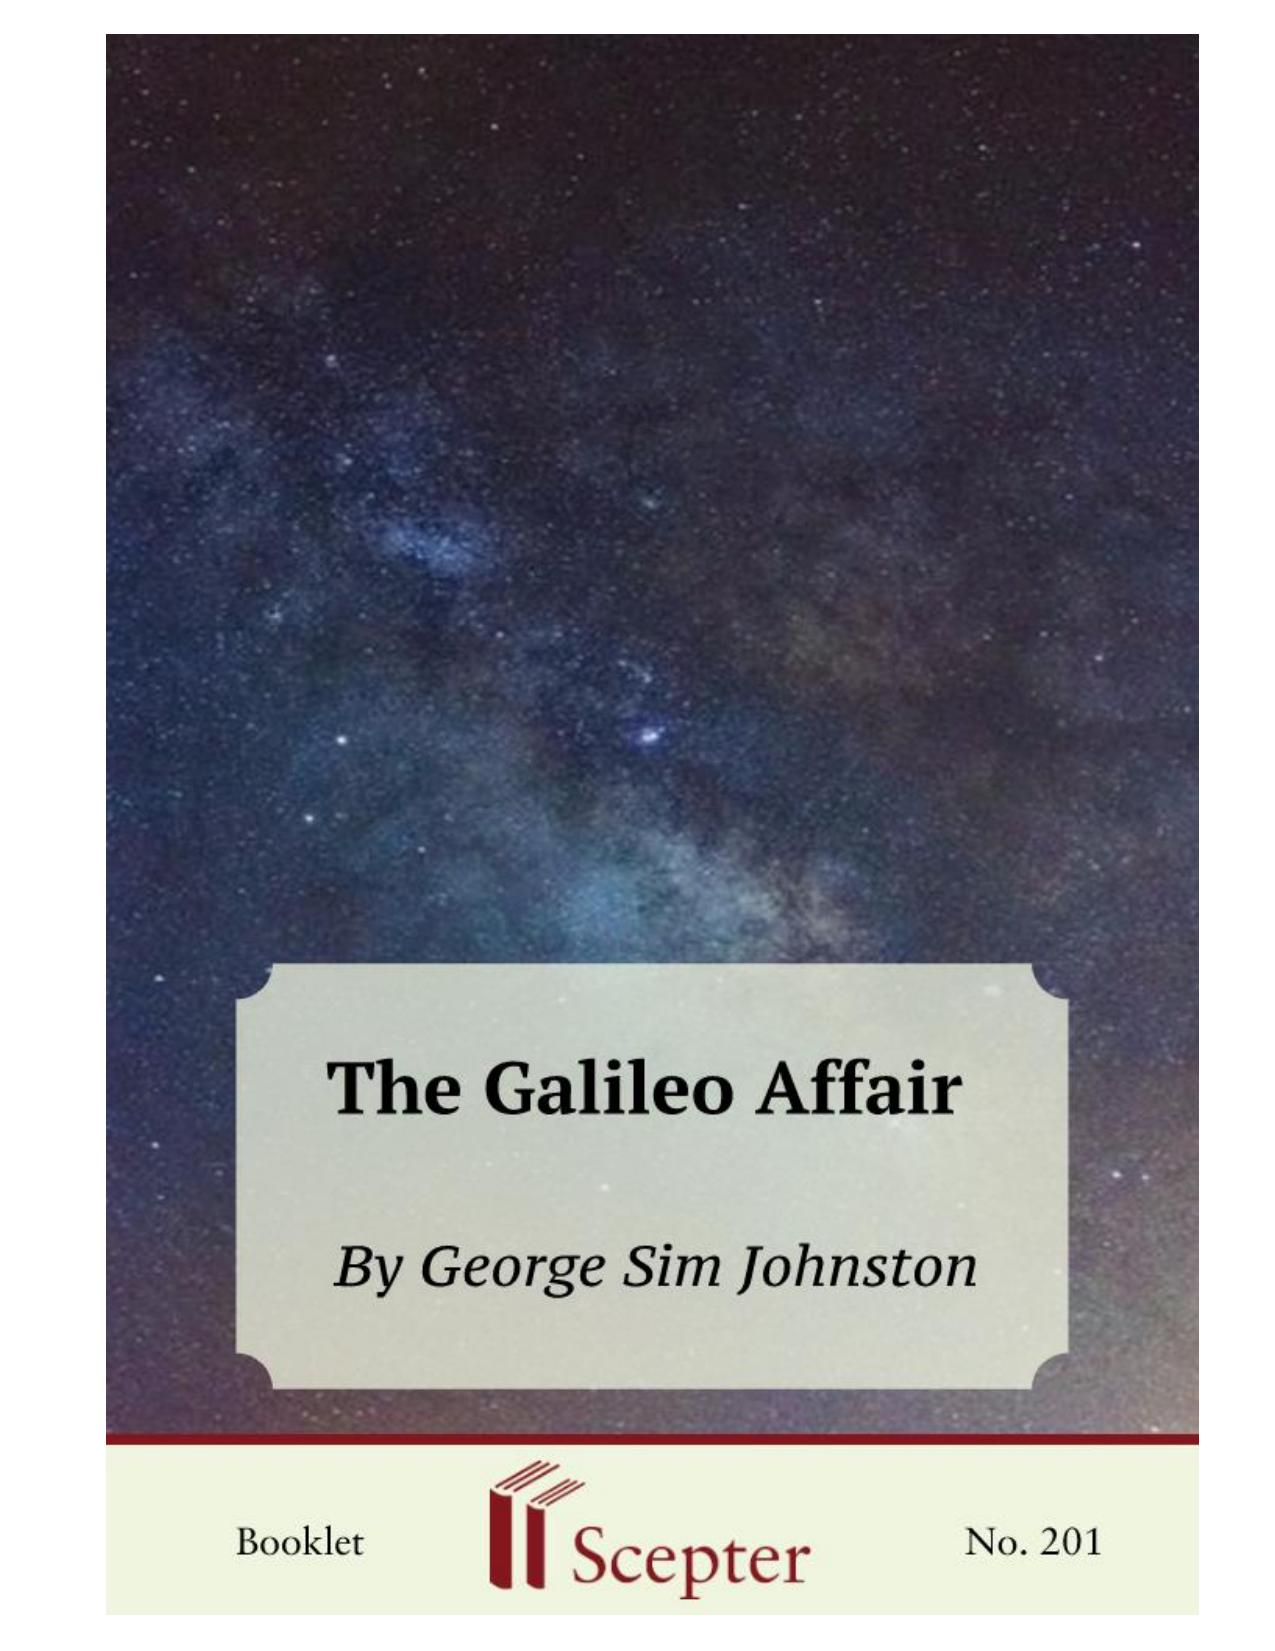 The Galileo Affair
By George Sim Johnston
Booklet
Scepter
No. 201